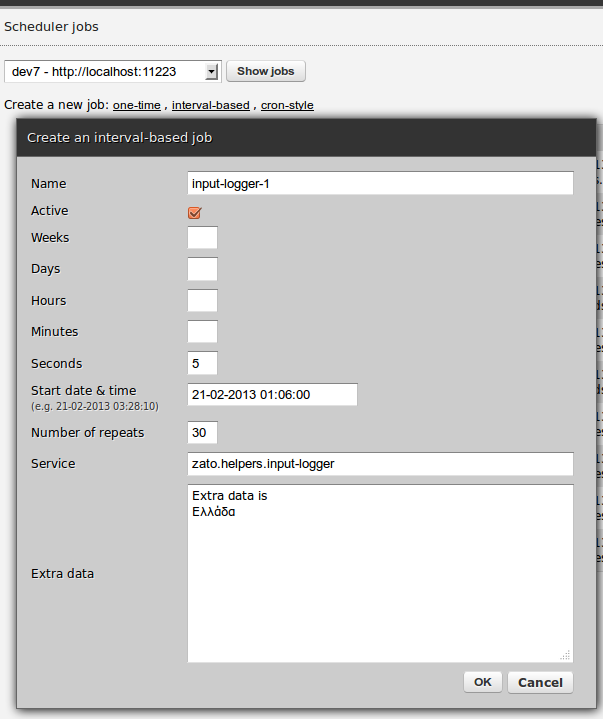 Scheduler jobs
dev7 - http://localhost:11223 Show jobs
Create a new job: one-time , interval-based , cron-style
Create an interval-based job
Name input-logger-1
Active
Weeks
Days
Hours
Minutes
Seconds 5
Start date & time 21-02-2013 01:06:00
(e.g. 21-02-2013 03:28:10)
Number of repeats 30
Service zato.helpers.input-logger
Extra data is
Ελλάδα
Extra data
OK Cancel